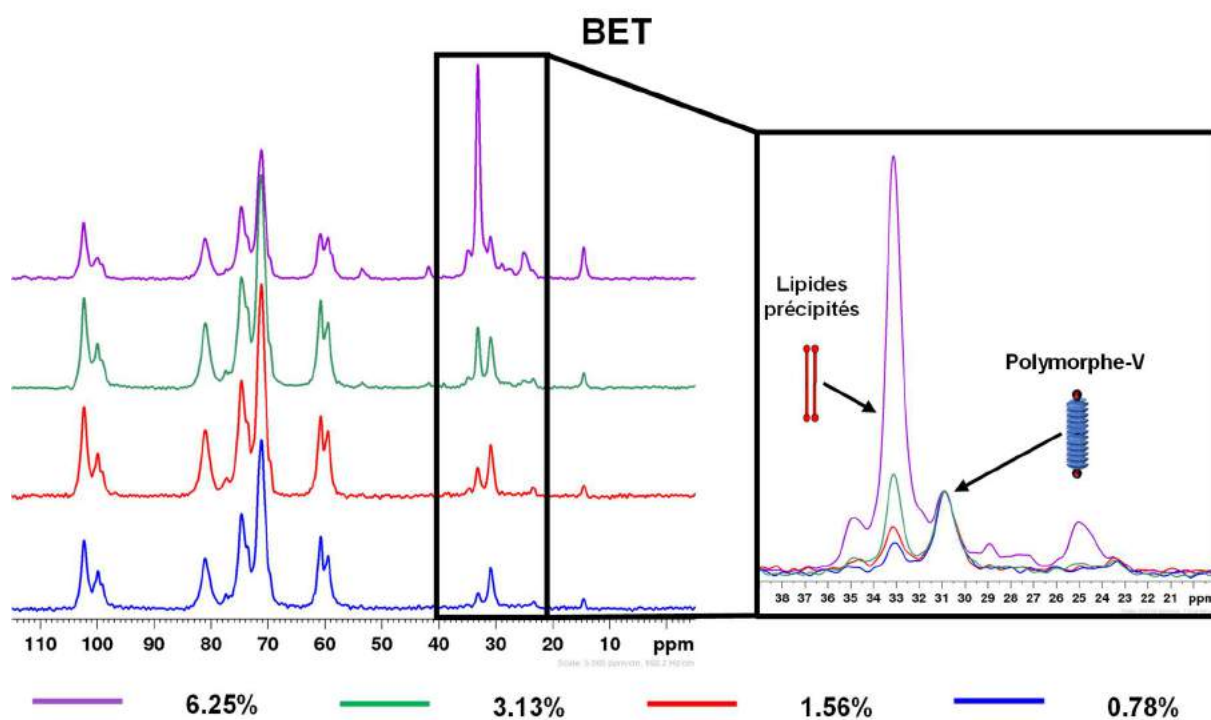 BET
Lipides
précipités
Polymorphe-V
38 37 36 35 34 33 32 31 30 29 28 27 26 25 24 23 22 21 ppm
110 100 90 80 70 60 50 40 30 20 10 ppm
6.25% 3.13% 1.56% 0.78%